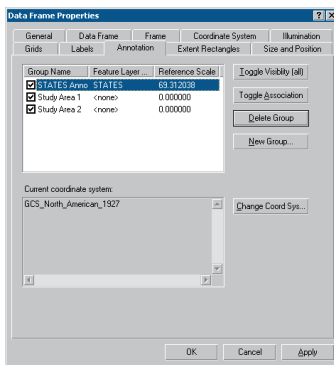 Data Frame Properties
General Data Frame Frame Coordinate System Illumination
Grids Labels Annotation Extent Rectangles Size and Position
Group Name Feature Layer ... Reference Scale
STATES Anno STATES 69.312038
Study Area 1 <none> 0.000000
Study Area 2 <none> 0.000000
Toggle Visiblity (all)
Toggle Association
Delete Group
New Group...
Current coordinate system:
GCS_North_American_1927
Change Coord Sys...
OK Cancel Apply